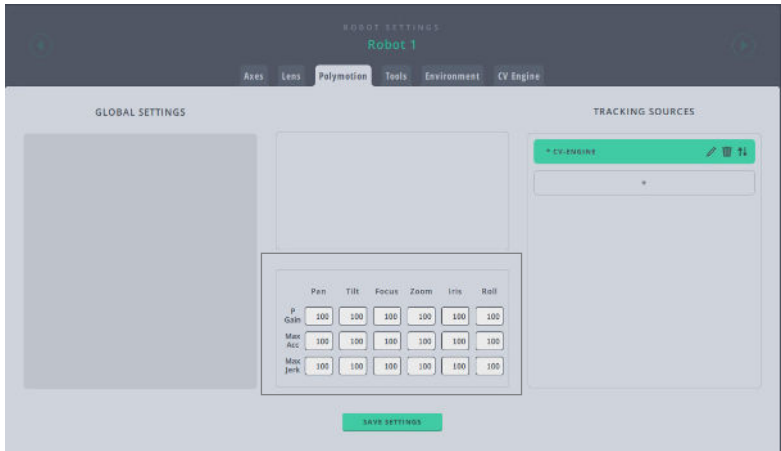 ROBOT SETTINGS
Robot 1
Axes Lens Polymotion Tools Environment CV Engine
GLOBAL SETTINGS
TRACKING SOURCES
* CV-ENGINE
+
Pan Tilt Focus Zoom Iris Roll
P Gain 100 100 100 100 100 100
Max Acc 100 100 100 100 100 100
Max Jerk 100 100 100 100 100 100
SAVE SETTINGS